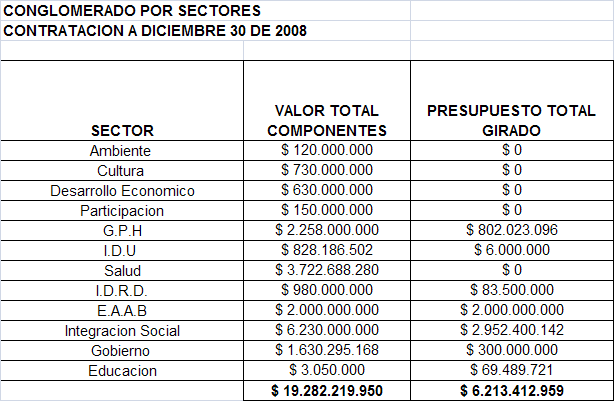 CONGLOMERADO POR SECTORES
CONTRATACION A DICIEMBRE 30 DE 2008
SECTOR VALOR TOTAL COMPONENTES PRESUPUESTO TOTAL GIRADO
Ambiente $ 120.000.000 $ 0
Cultura $ 730.000.000 $ 0
Desarrollo Economico $ 630.000.000 $ 0
Participacion $ 150.000.000 $ 0
G.P.H $ 2.258.000.000 $ 802.023.096
I.D.U $ 828.186.502 $ 6.000.000
Salud $ 3.722.688.280 $ 0
I.D.R.D. $ 980.000.000 $ 83.500.000
E.A.A.B $ 2.000.000.000 $ 2.000.000.000
Integracion Social $ 6.230.000.000 $ 2.952.400.142
Gobierno $ 1.630.295.168 $ 300.000.000
Educacion $ 3.050.000 $ 69.489.721
$ 19.282.219.950 $ 6.213.412.959